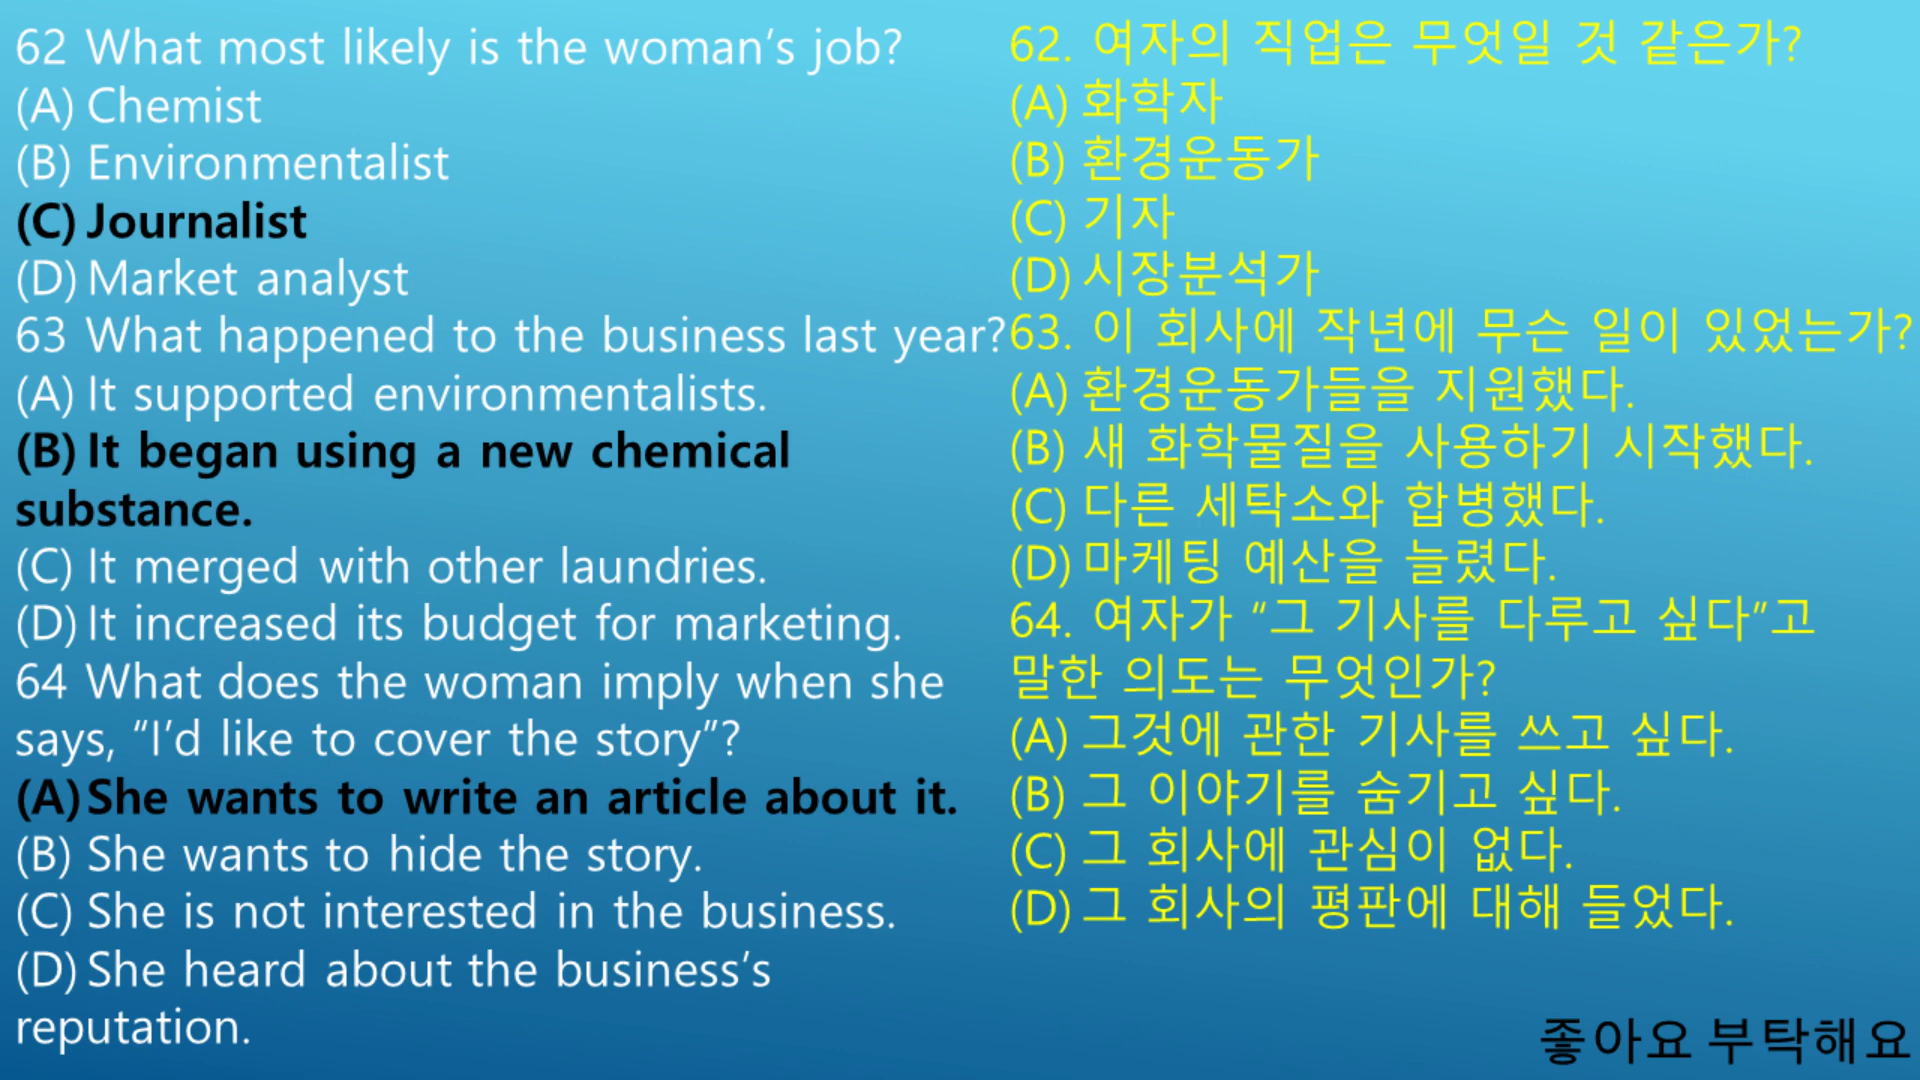 62 What most likely is the woman's job?
(A) Chemist
(B) Environmentalist
(C) Journalist
(D) Market analyst
63 What happened to the business last year?
(A) It supported environmentalists.
(B) It began using a new chemical
substance.
(C) It merged with other laundries.
(D) It increased its budget for marketing.
64 What does the woman imply when she
says, “I'd like to cover the story”?
(A) She wants to write an article about it.
(B) She wants to hide the story.
(C) She is not interested in the business.
(D) She heard about the business's
reputation.
62. 여자의 직업은 무엇일 것 같은가?
(A) 화학자
(B) 환경운동가
(C) 기자
(D) 시장분석가
63. 이 회사에 작년에 무슨 일이 있었는가?
(A) 환경운동가들을 지원했다.
(B) 새 화학물질을 사용하기 시작했다.
(C) 다른 세탁소와 합병했다.
(D) 마케팅 예산을 늘렸다.
64. 여자가 “그 기사를 다루고 싶다”고
말한 의도는 무엇인가?
(A) 그것에 관한 기사를 쓰고 싶다.
(B) 그 이야기를 숨기고 싶다.
(C) 그 회사에 관심이 없다.
(D) 그 회사의 평판에 대해 들었다.
좋아요 부탁해요